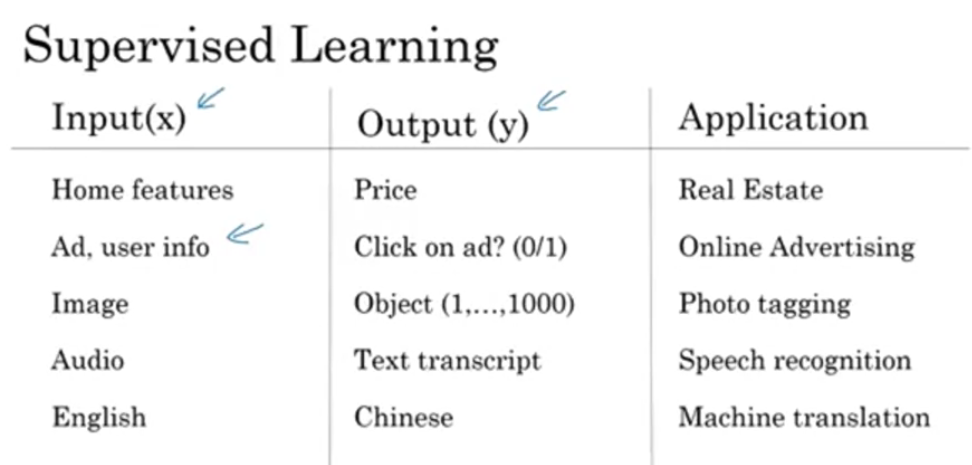 Supervised Learning
Input(x) Output (y) Application
Home features Price Real Estate
Ad, user info Click on ad? (0/1) Online Advertising
Image Object (1,...,1000) Photo tagging
Audio Text transcript Speech recognition
English Chinese Machine translation